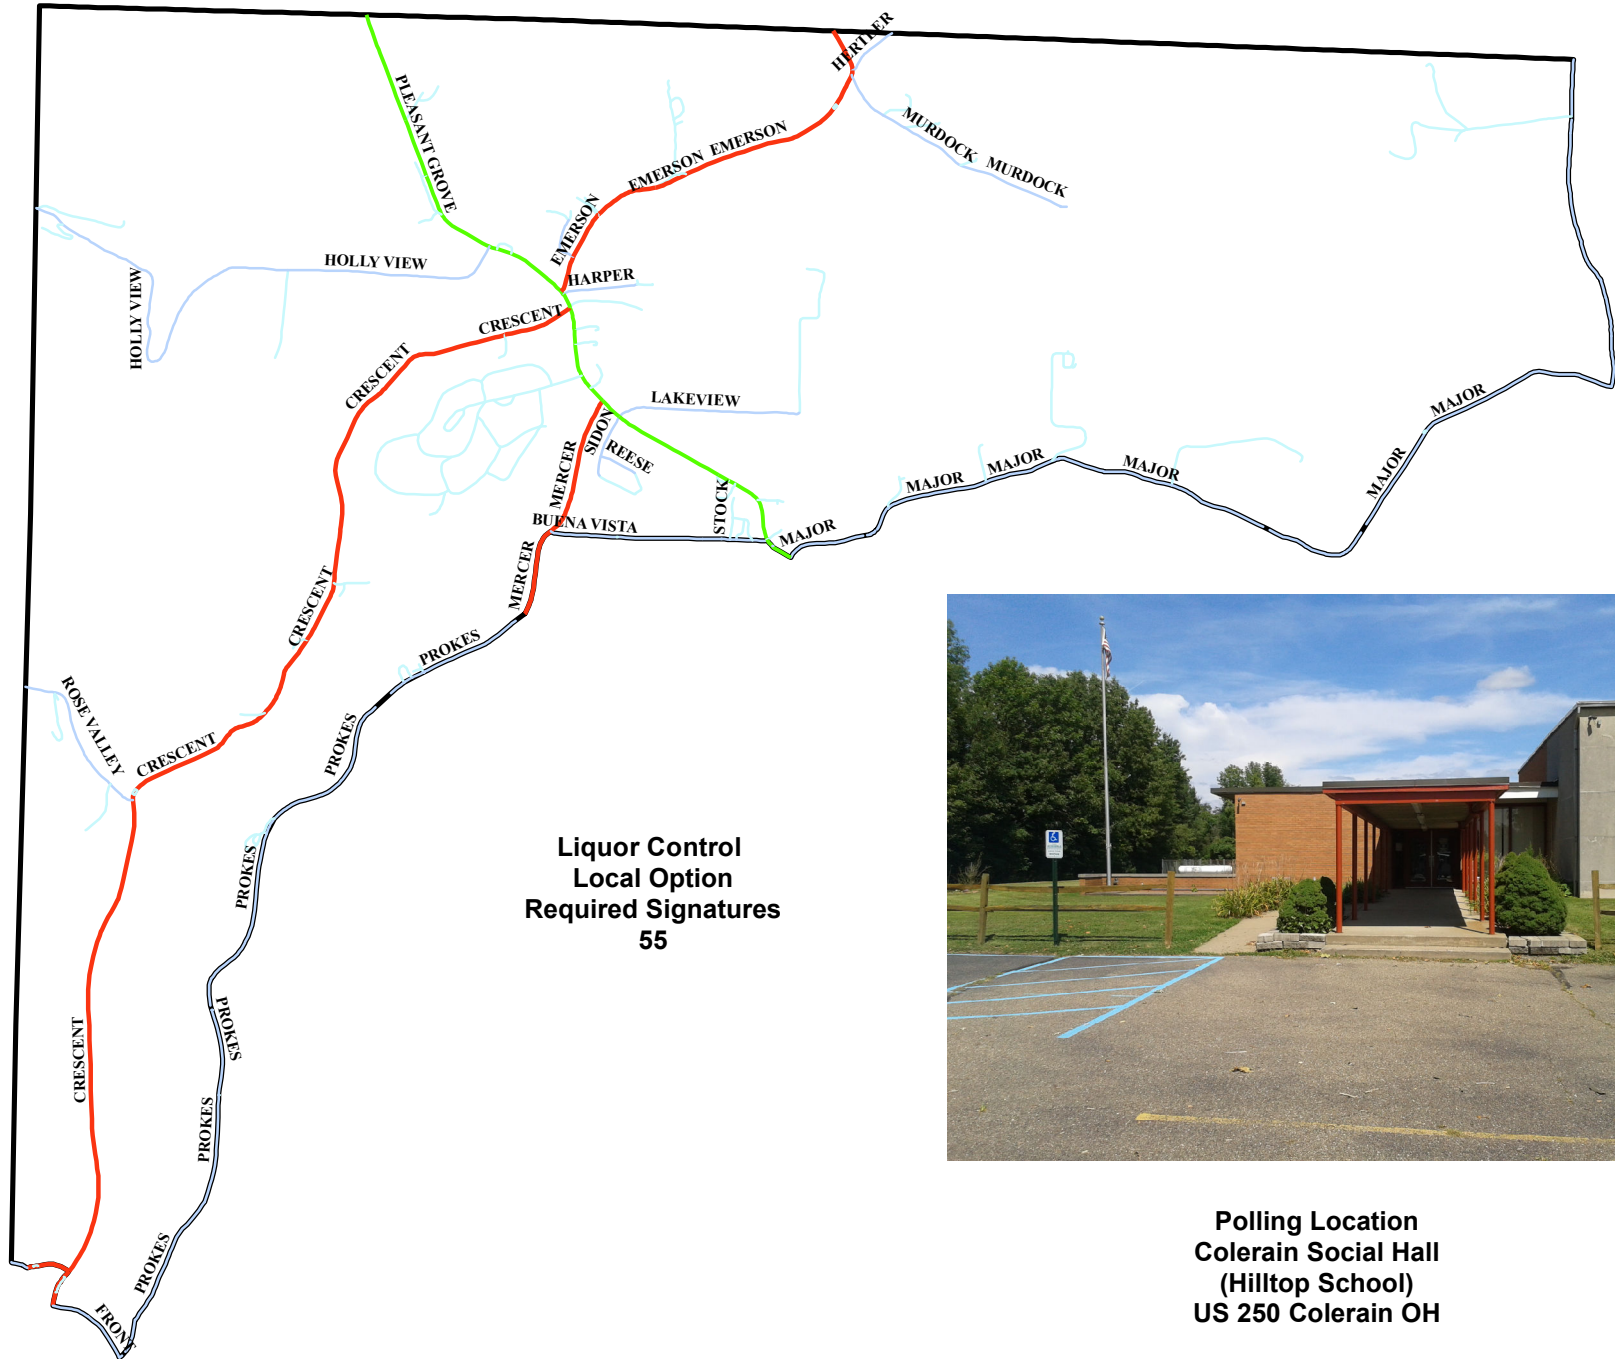 HERTLER
PLEASANT GROVE
MURDOCK
MURDOCK
EMERSON
EMERSON
EMERSON
HOLLY VIEW
HOLLY VIEW
HARPER
CRESCENT
CRESCENT
LAKEVIEW
SIDON
REESE
MERCER
STOCK
BUENA VISTA
MAJOR
MAJOR
MAJOR
MAJOR
MAJOR
MAJOR
MERCER
CRESCENT
PROKES
ROSE VALLEY
CRESCENT
PROKES
PROKES
Liquor Control
Local Option
Required Signatures
55
PROKES
CRESCENT
PROKES
PROKES
FRONT
Polling Location
Colerain Social Hall
(Hilltop School)
US 250 Colerain OH